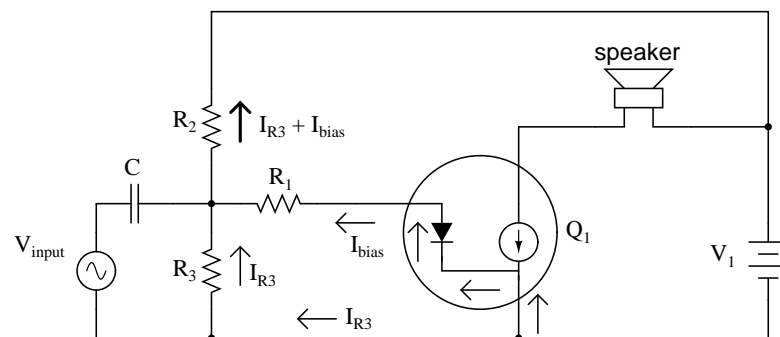 speaker
R2
IR3 + Ibias
C
R1
Vinput
Ibias
Q1
V1
R3
IR3
IR3